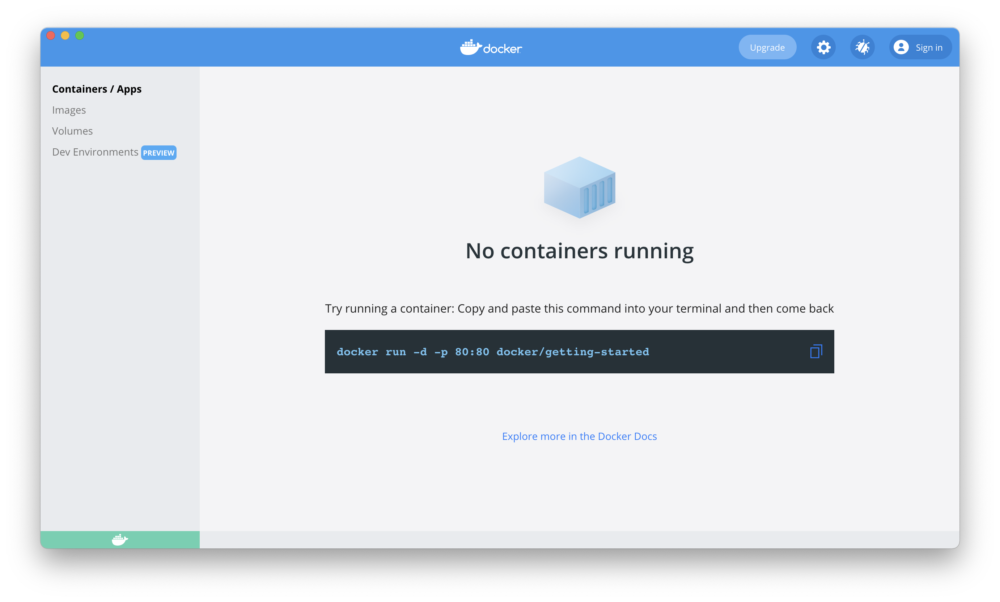 docker
Upgrade
Sign in
Containers / Apps
Images
Volumes
Dev Environments PREVIEW
No containers running
Try running a container: Copy and paste this command into your terminal and then come back
docker run -d -p 80:80 docker/getting-started
Explore more in the Docker Docs